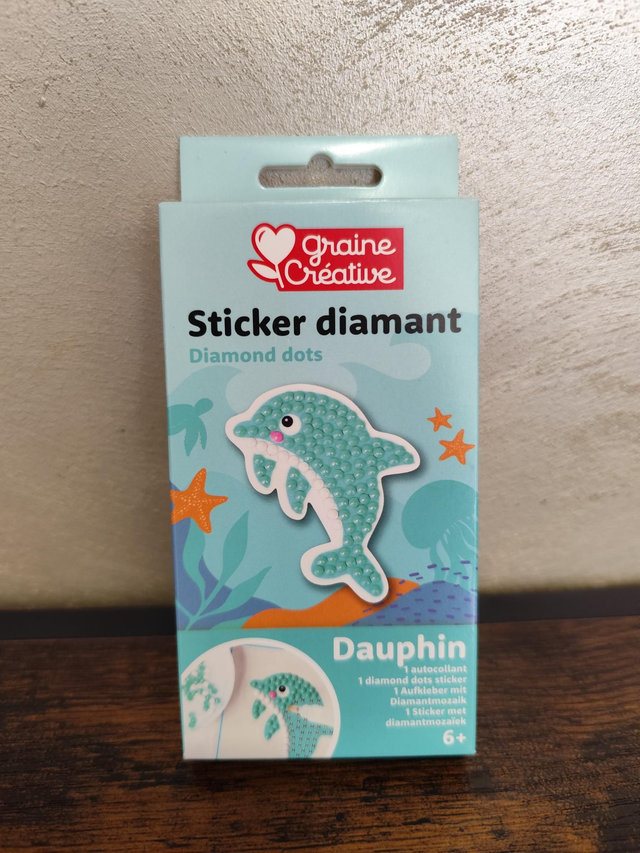 graine
Créative
Sticker diamant
Diamond dots
Dauphin
1 autocollant
1 diamond dots sticker
1 Aufkleber mit
Diamantmozaik
1 Sticker met
diamantmozaïek
6+